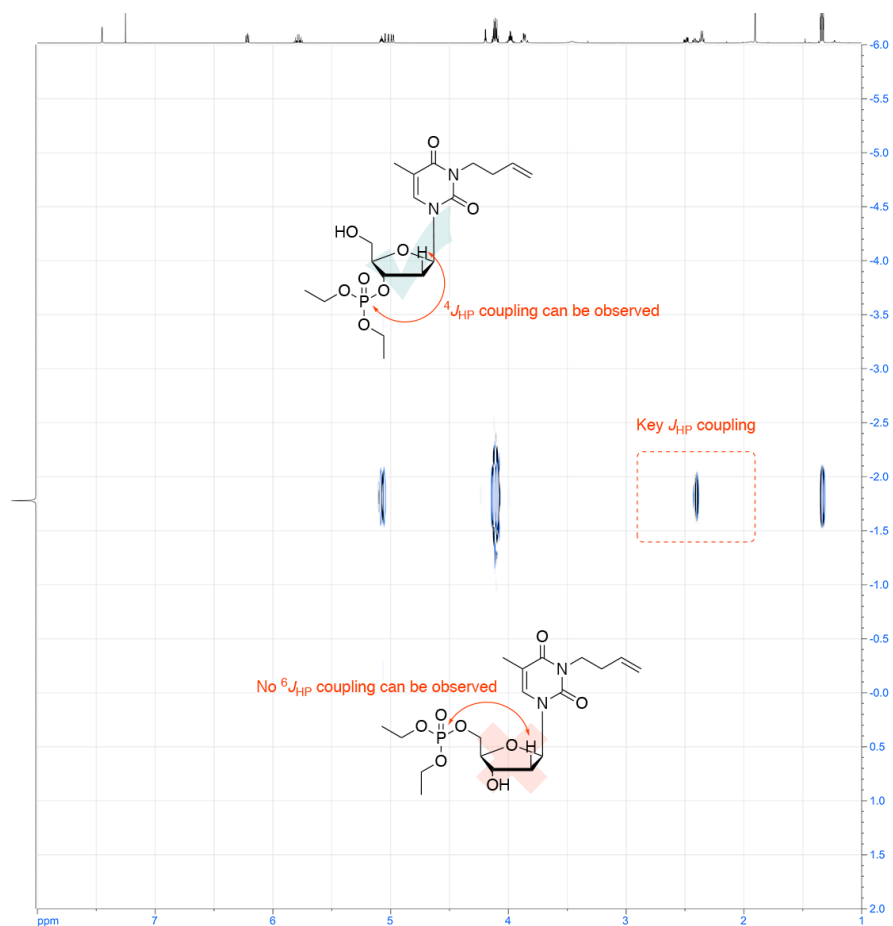 -6.0
-5.5
-5.0
-4.5
-4.0
-3.5
-3.0
-2.5
-2.0
-1.5
-1.0
-0.5
-0.0
0.5
1.0
1.5
2.0
O
N
N
O
HO
O
H
O
O
O
P
O
⁴J_HP coupling can be observed
Key J_HP coupling
O
N
N
O
No ⁶J_HP coupling can be observed
O
O
P
O
O
O
H
OH
ppm
7
6
5
4
3
2
1